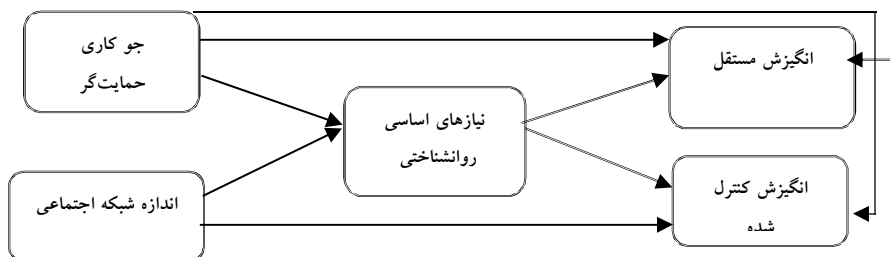 جو کاری
حمایت‌گر
انگیزش مستقل
نیازهای اساسی
روانشناختی
اندازه شبکه اجتماعی
انگیزش کنترل
شده